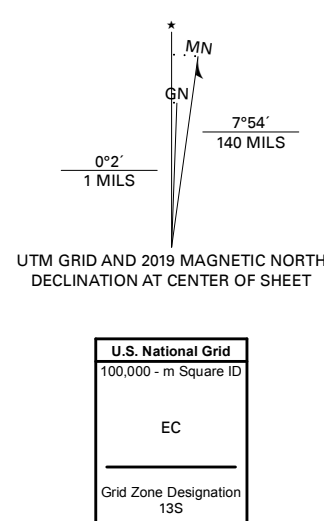 ★
MN
GN
7°54´
140 MILS
0°2´
1 MILS
UTM GRID AND 2019 MAGNETIC NORTH
DECLINATION AT CENTER OF SHEET
U.S. National Grid
100,000 - m Square ID
EC
Grid Zone Designation
13S